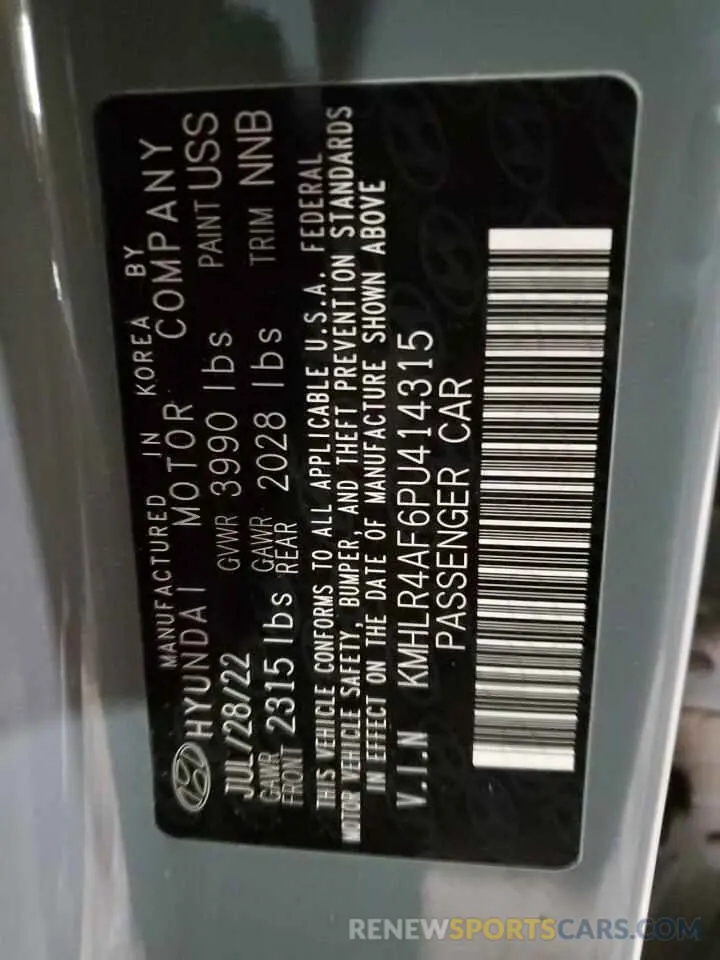 MANUFACTURED IN KOREA BY
HYUNDAI MOTOR COMPANY
JUL/28/22 GVWR 3990 lbs PAINT USS
GAWR FRONT 2315 lbs GAWR REAR 2028 lbs TRIM NNB
THIS VEHICLE CONFORMS TO ALL APPLICABLE U.S.A. FEDERAL
MOTOR VEHICLE SAFETY, BUMPER, AND THEFT PREVENTION STANDARDS
IN EFFECT ON THE DATE OF MANUFACTURE SHOWN ABOVE
V.I.N KMHLR4AF6PU414315
PASSENGER CAR
RENEWSPORTSCARS.COM